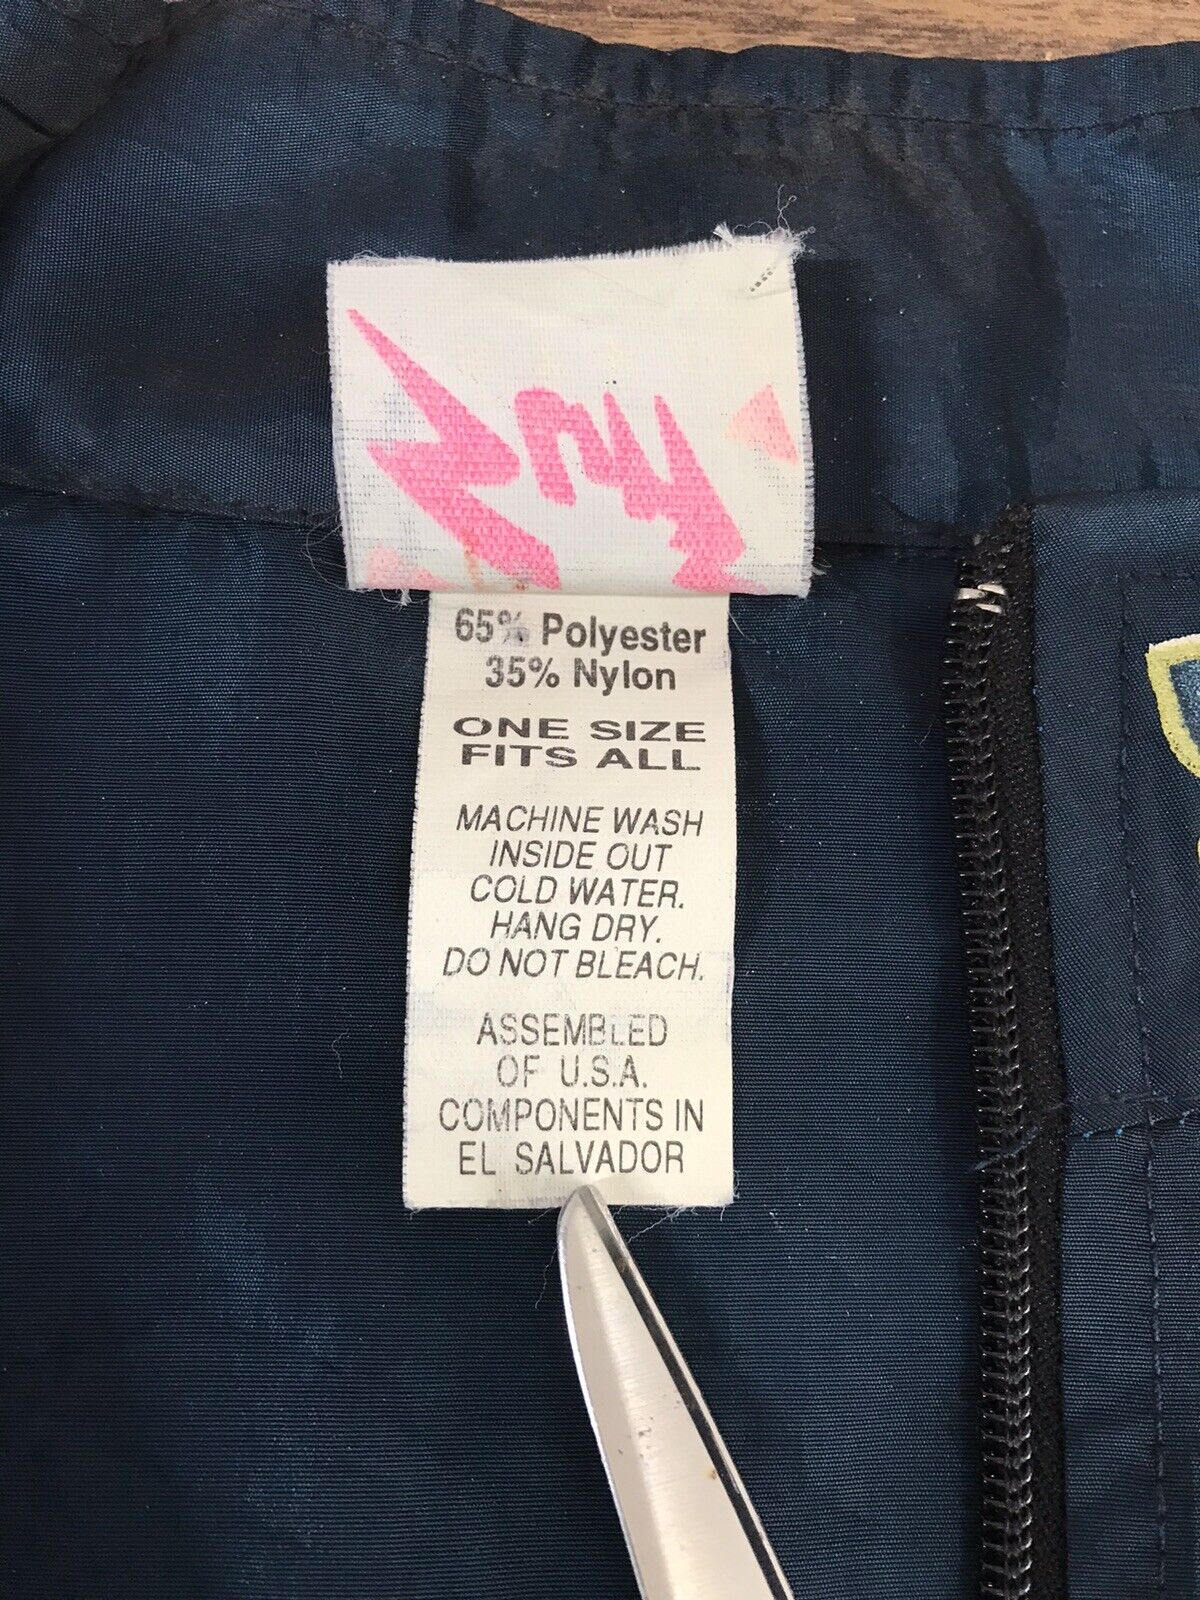 65% Polyester
35% Nylon
ONE SIZE
FITS ALL
MACHINE WASH
INSIDE OUT
COLD WATER.
HANG DRY.
DO NOT BLEACH.
ASSEMBLED
OF U.S.A.
COMPONENTS IN
EL SALVADOR